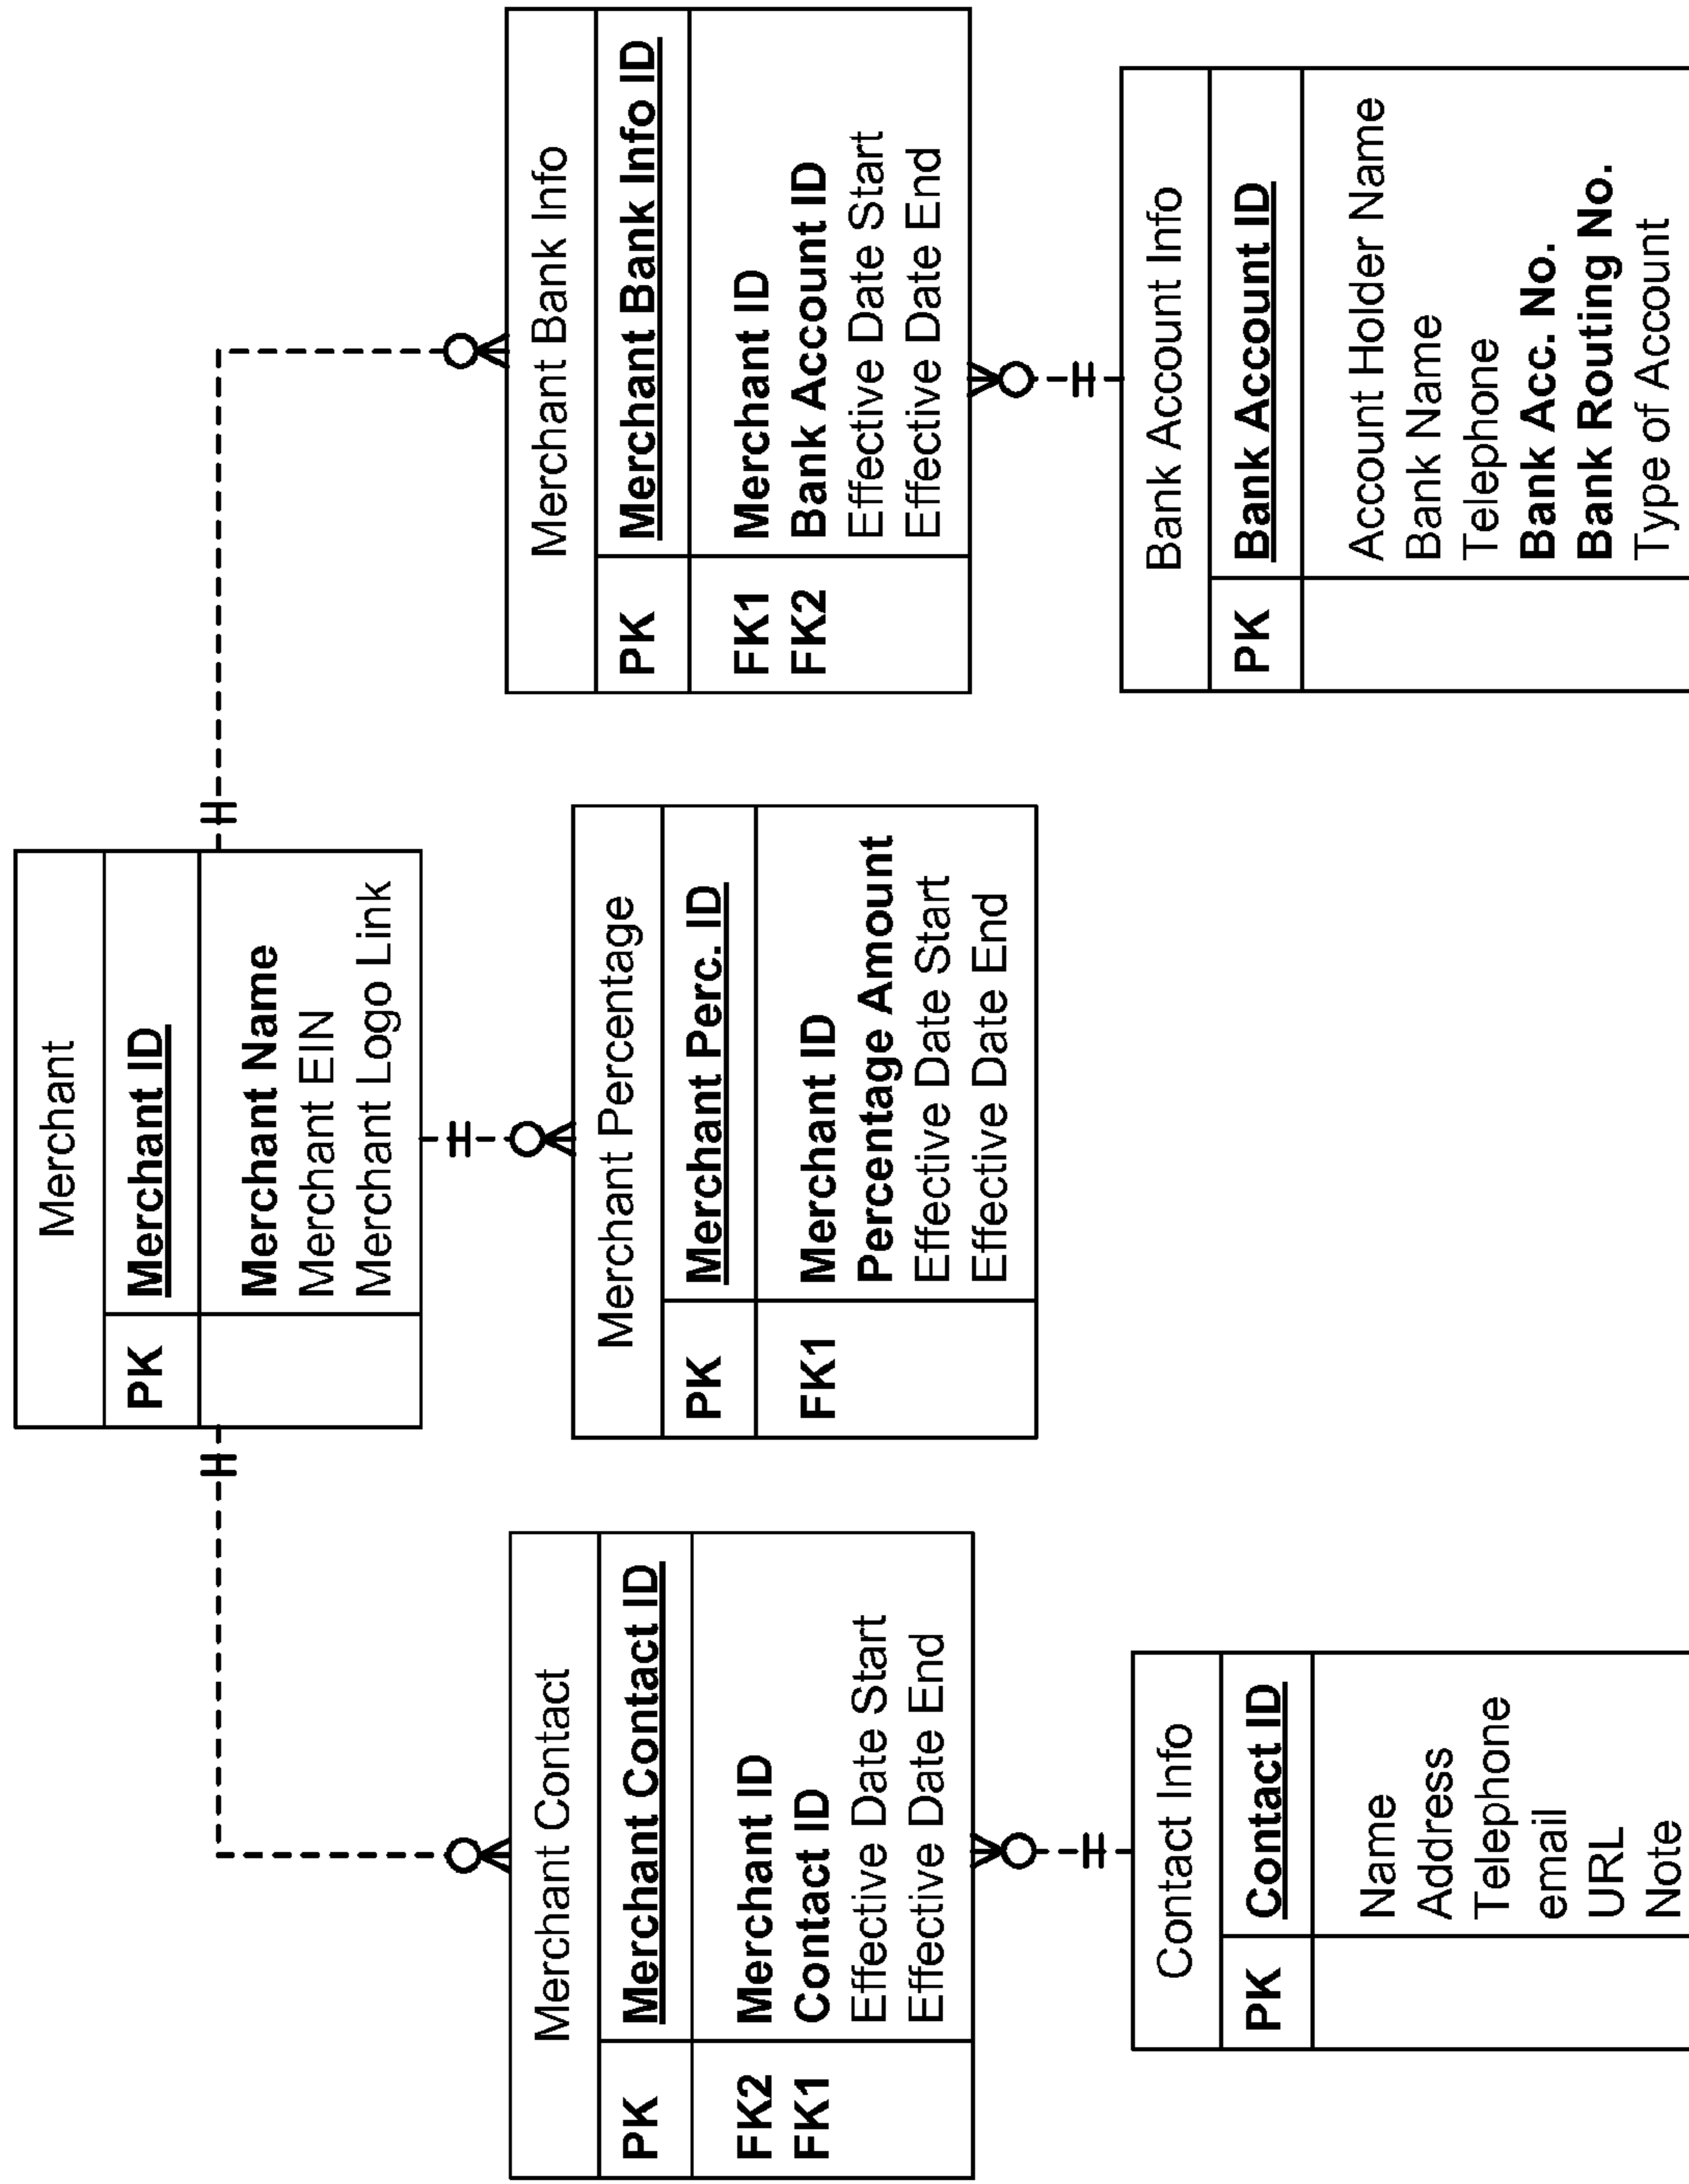 Merchant
PK Merchant ID
Merchant Name
Merchant EIN
Merchant Logo Link
Merchant Contact
PK Merchant Contact ID
FK2 Merchant ID
FK1 Contact ID
Effective Date Start
Effective Date End
Merchant Percentage
PK Merchant Perc. ID
FK1 Merchant ID
Percentage Amount
Effective Date Start
Effective Date End
Merchant Bank Info
PK Merchant Bank Info ID
FK1 Merchant ID
FK2 Bank Account ID
Effective Date Start
Effective Date End
Contact Info
PK Contact ID
Name
Address
Telephone
email
URL
Note
Bank Account Info
PK Bank Account ID
Account Holder Name
Bank Name
Telephone
Bank Acc. No.
Bank Routing No.
Type of Account